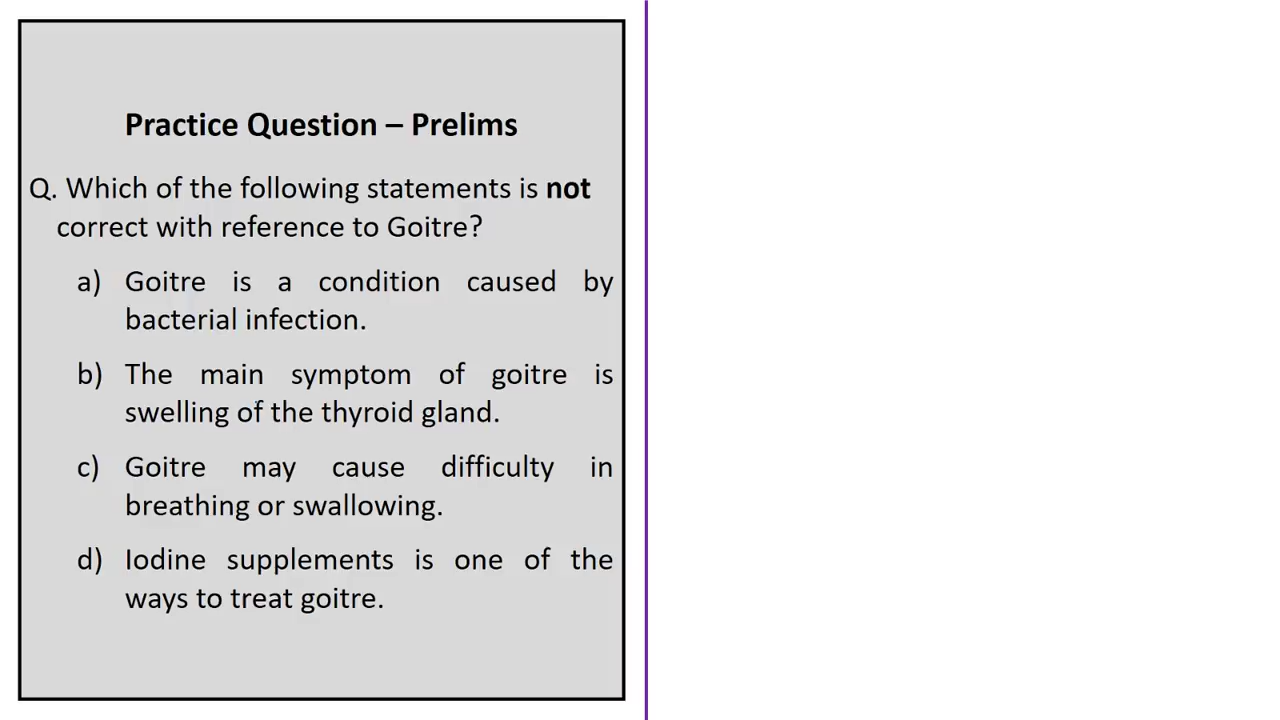 Practice Question – Prelims
Q. Which of the following statements is not
correct with reference to Goitre?
a) Goitre is a condition caused by
bacterial infection.
b) The main symptom of goitre is
swelling of the thyroid gland.
c) Goitre may cause difficulty in
breathing or swallowing.
d) Iodine supplements is one of the
ways to treat goitre.